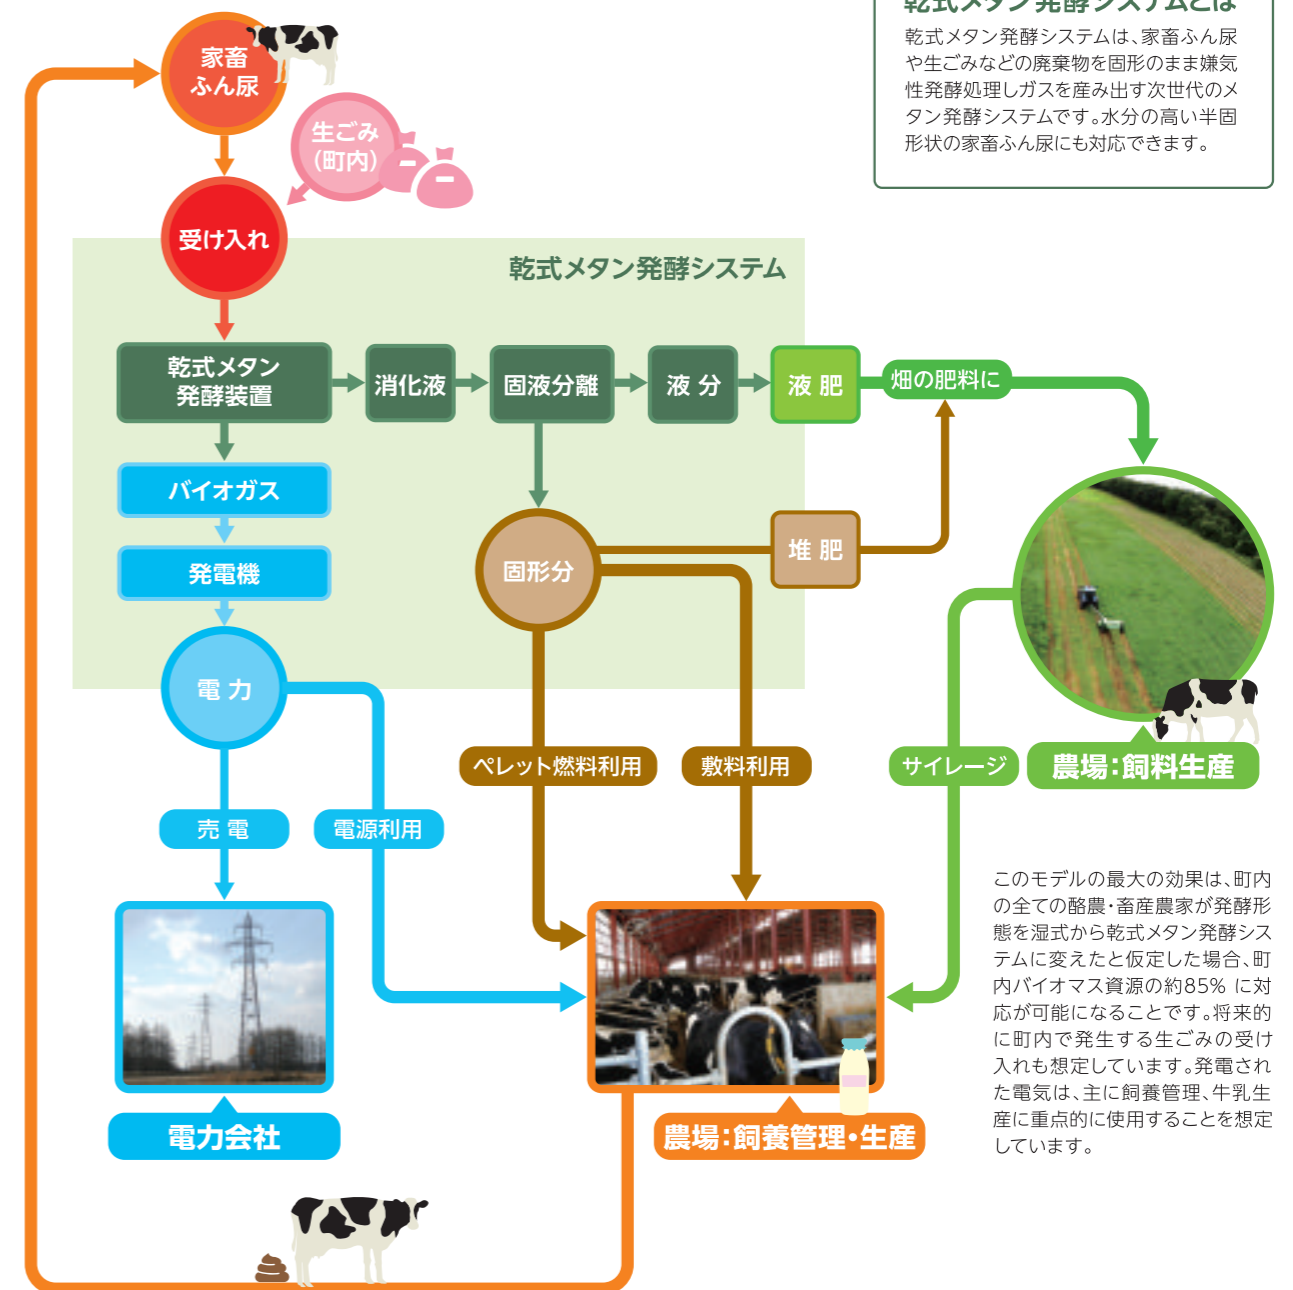 乾式メタン発酵システムとは
乾式メタン発酵システムは、家畜ふん尿
や生ごみなどの廃棄物を固形のまま嫌気
性発酵処理しガスを産み出す次世代のメ
タン発酵システムです。水分の高い半固
形状の家畜ふん尿にも対応できます。
家畜
ふん尿
生ごみ
（町内）
受け入れ
乾式メタン発酵システム
乾式メタン
発酵装置
消化液
固液分離
液 分
液 肥
畑の肥料に
バイオガス
発電機
固形分
堆 肥
電 力
ペレット燃料利用
敷料利用
サイレージ
農場：飼料生産
売 電
電源利用
このモデルの最大の効果は、町内
の全ての酪農・畜産農家が発酵形
態を湿式から乾式メタン発酵シス
テムに変えたと仮定した場合、町
内バイオマス資源の約85% に対
応が可能になることです。将来的
に町内で発生する生ごみの受け
入れも想定しています。発電され
た電気は、主に飼養管理、牛乳生
産に重点的に使用することを想定
しています。
電力会社
農場：飼養管理・生産